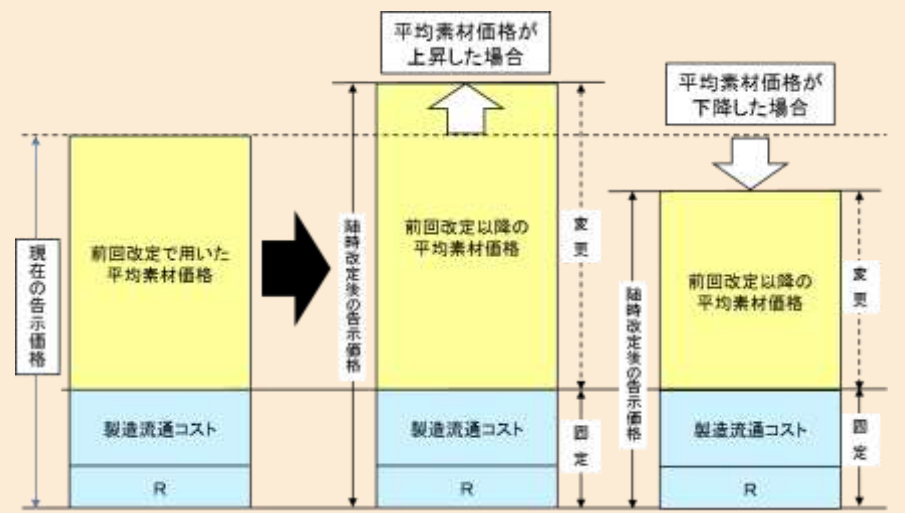 平均素材価格が
上昇した場合
平均素材価格が
下降した場合
現在の告示価格
前回改定で用いた
平均素材価格
製造流通コスト
R
随時改定後の告示価格
前回改定以降の
平均素材価格
変更
製造流通コスト
固定
R
随時改定後の告示価格
前回改定以降の
平均素材価格
変更
製造流通コスト
固定
R